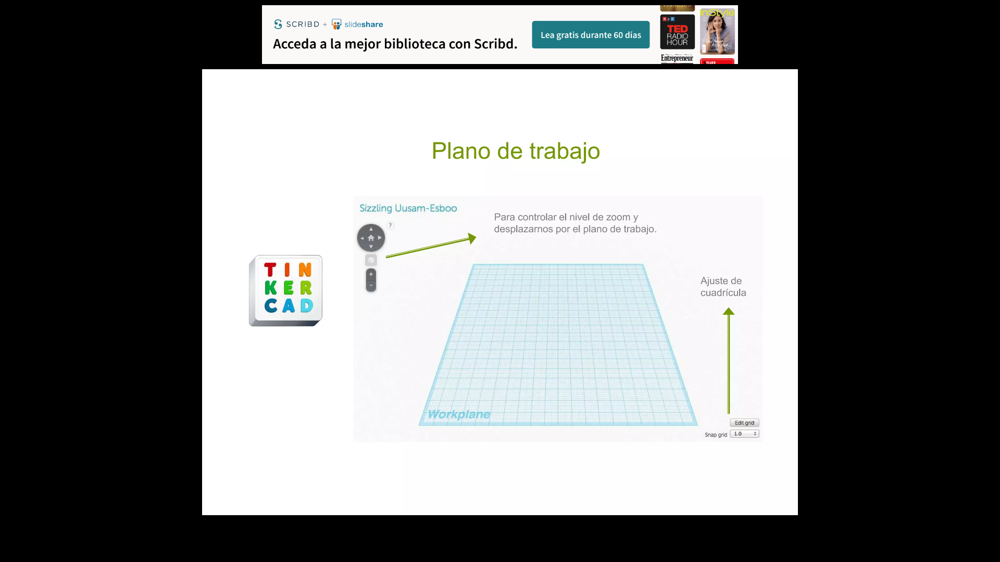 SCRIBD + slideshare
Acceda a la mejor biblioteca con Scribd.
Lea gratis durante 60 días
npr
TED
RADIO
HOUR
Entrepreneur
InStyle
Plano de trabajo
Sizzling Uusam-Esboo
?
Para controlar el nivel de zoom y
desplazarnos por el plano de trabajo.
+
-
TIN
KER
CAD
Ajuste de
cuadrícula
Workplane
Edit grid
Snap grid 1.0